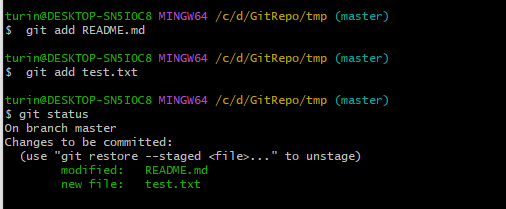 turin@DESKTOP-SN5IOC8 MINGW64 /c/d/GitRepo/tmp (master)
$  git add README.md
turin@DESKTOP-SN5IOC8 MINGW64 /c/d/GitRepo/tmp (master)
$  git add test.txt
turin@DESKTOP-SN5IOC8 MINGW64 /c/d/GitRepo/tmp (master)
$ git status
On branch master
Changes to be committed:
  (use "git restore --staged <file>..." to unstage)
        modified:   README.md
        new file:   test.txt